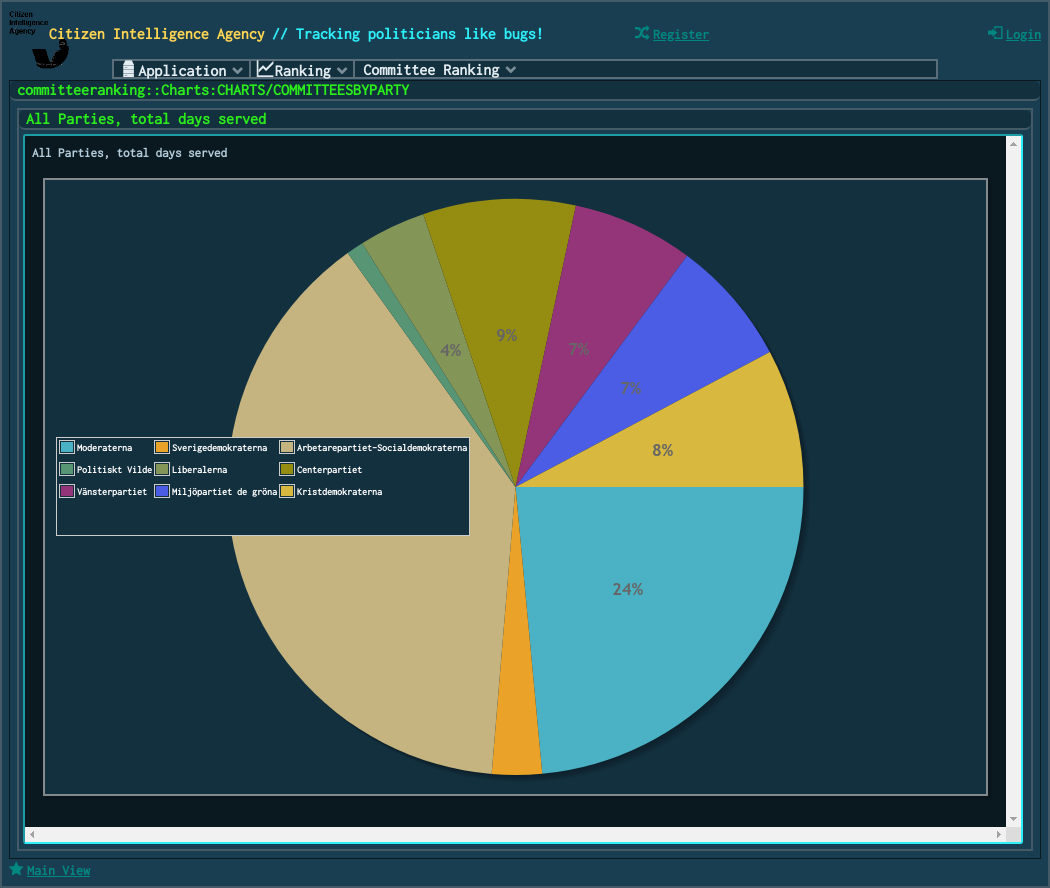 Citizen
Intelligence
Agency
Citizen Intelligence Agency // Tracking politicians like bugs!
Register
Login
Application
Ranking
Committee Ranking
committeeranking::Charts:CHARTS/COMMITTEESBYPARTY
All Parties, total days served
All Parties, total days served
4%
9%
7%
7%
8%
24%
Moderaterna
Sverigedemokraterna
Arbetarepartiet-Socialdemokraterna
Politiskt Vilde
Liberalerna
Centerpartiet
Vänsterpartiet
Miljöpartiet de gröna
Kristdemokraterna
Main View